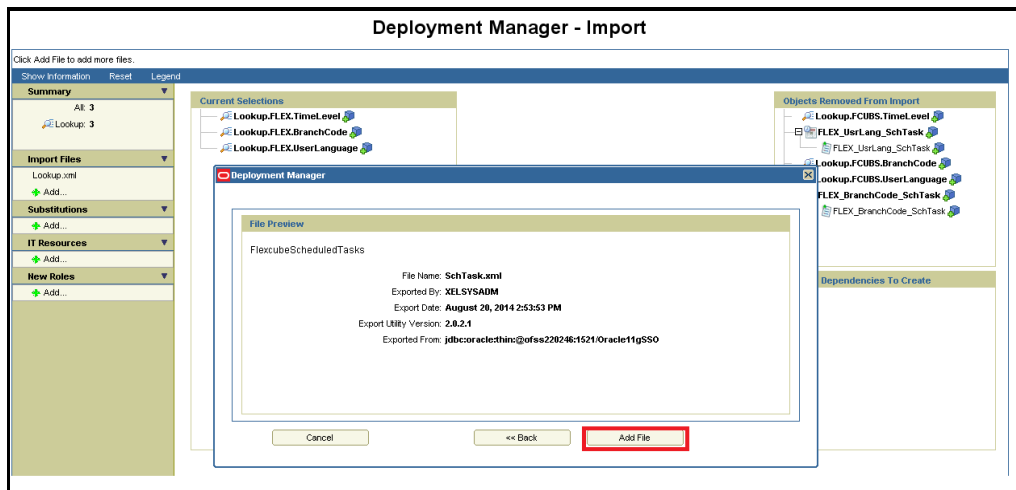 Deployment Manager - Import
Click Add File to add more files.
Show Information Reset Legend
Summary
All: 3
Lookup: 3
Import Files
Lookup.xml
Add...
Substitutions
Add...
IT Resources
Add...
New Roles
Add...
Current Selections
Lookup.FLEX.TimeLevel
Lookup.FLEX.BranchCode
Lookup.FLEX.UserLanguage
Objects Removed From Import
Lookup.FCUBS.TimeLevel
FLEX_UsrLang_SchTask
FLEX_UsrLang_SchTask
Lookup.FCUBS.BranchCode
Lookup.FCUBS.UserLanguage
FLEX_BranchCode_SchTask
FLEX_BranchCode_SchTask
Dependencies To Create
Deployment Manager
File Preview
FlexcubeScheduledTasks
File Name: SchTask.xml
Exported By: XELSYSADM
Export Date: August 20, 2014 2:53:53 PM
Export Utility Version: 2.0.2.1
Exported From: jdbc:oracle:thin:@ofss220246:1521/Oracle11gSSO
Cancel
<< Back
Add File